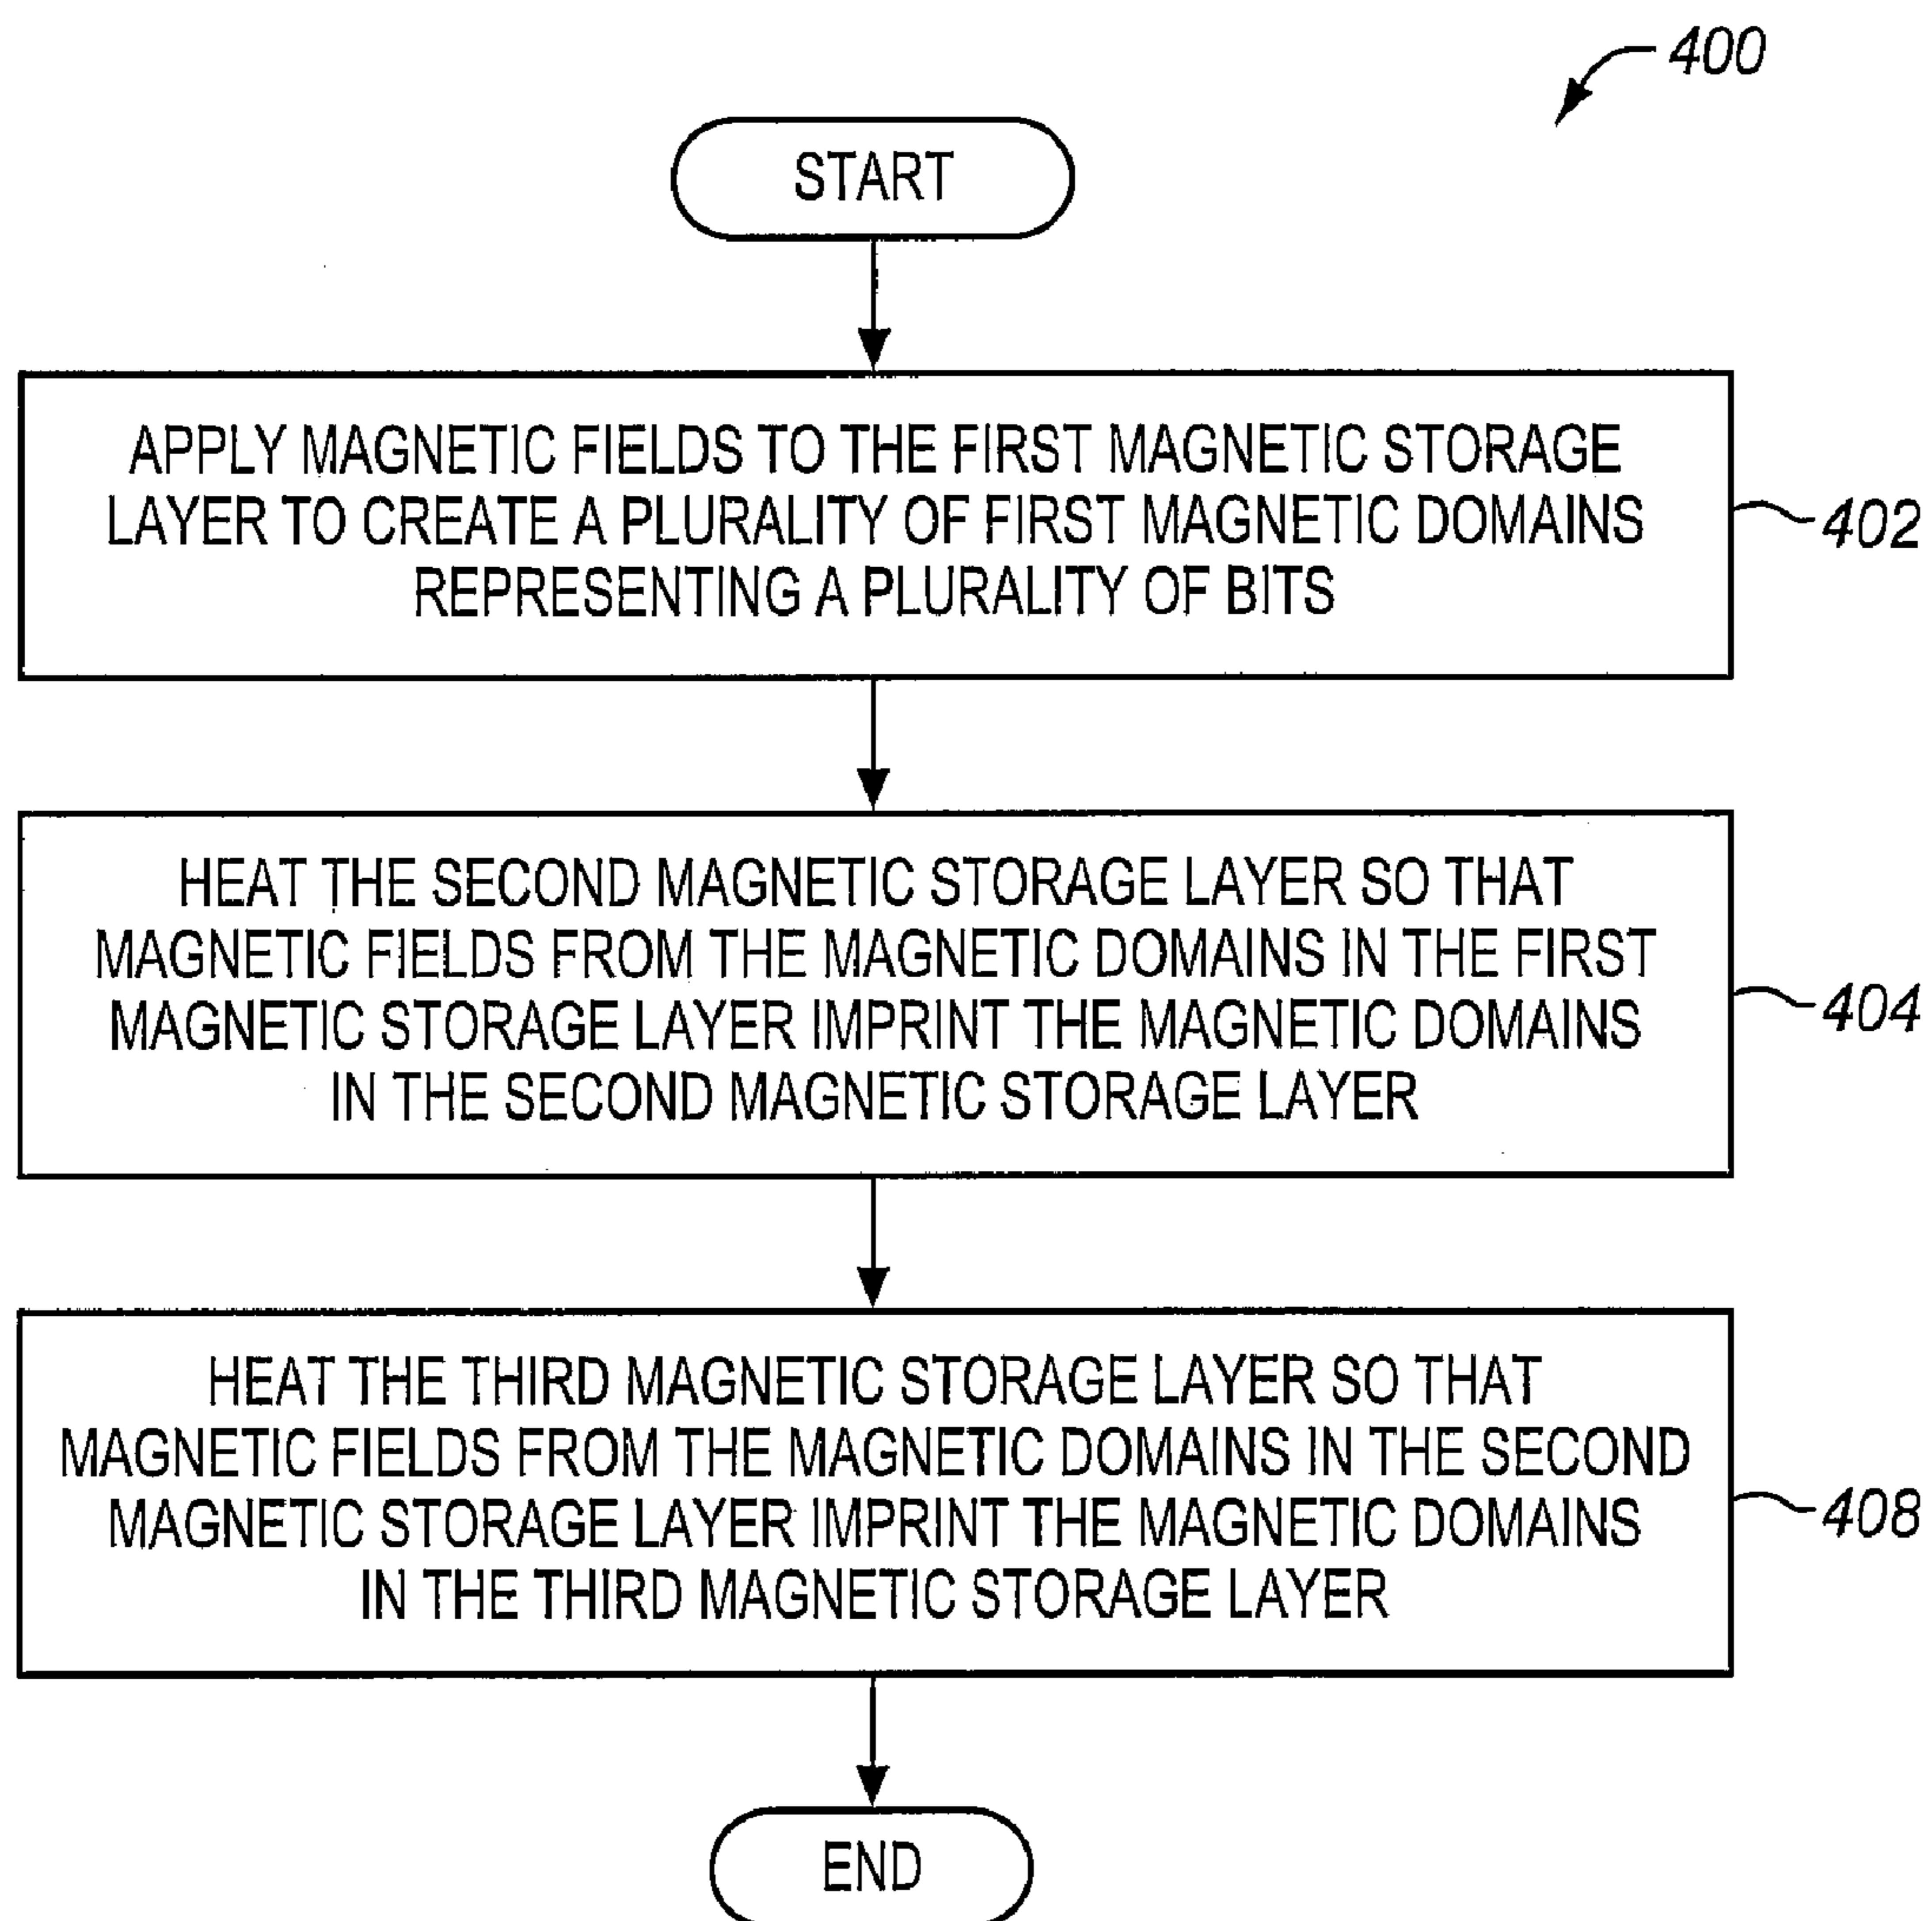 400
START
APPLY MAGNETIC FIELDS TO THE FIRST MAGNETIC STORAGE
LAYER TO CREATE A PLURALITY OF FIRST MAGNETIC DOMAINS
REPRESENTING A PLURALITY OF BITS
402
HEAT THE SECOND MAGNETIC STORAGE LAYER SO THAT
MAGNETIC FIELDS FROM THE MAGNETIC DOMAINS IN THE FIRST
MAGNETIC STORAGE LAYER IMPRINT THE MAGNETIC DOMAINS
IN THE SECOND MAGNETIC STORAGE LAYER
404
HEAT THE THIRD MAGNETIC STORAGE LAYER SO THAT
MAGNETIC FIELDS FROM THE MAGNETIC DOMAINS IN THE SECOND
MAGNETIC STORAGE LAYER IMPRINT THE MAGNETIC DOMAINS
IN THE THIRD MAGNETIC STORAGE LAYER
408
END